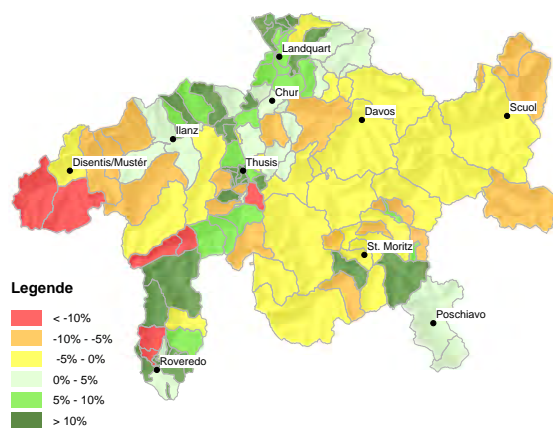 Landquart
Chur
Davos
Scuol
Ilanz
Disentis/Mustér
Thusis
St. Moritz
Poschiavo
Roveredo
Legende
< -10%
-10% - -5%
-5% - 0%
0% - 5%
5% - 10%
> 10%